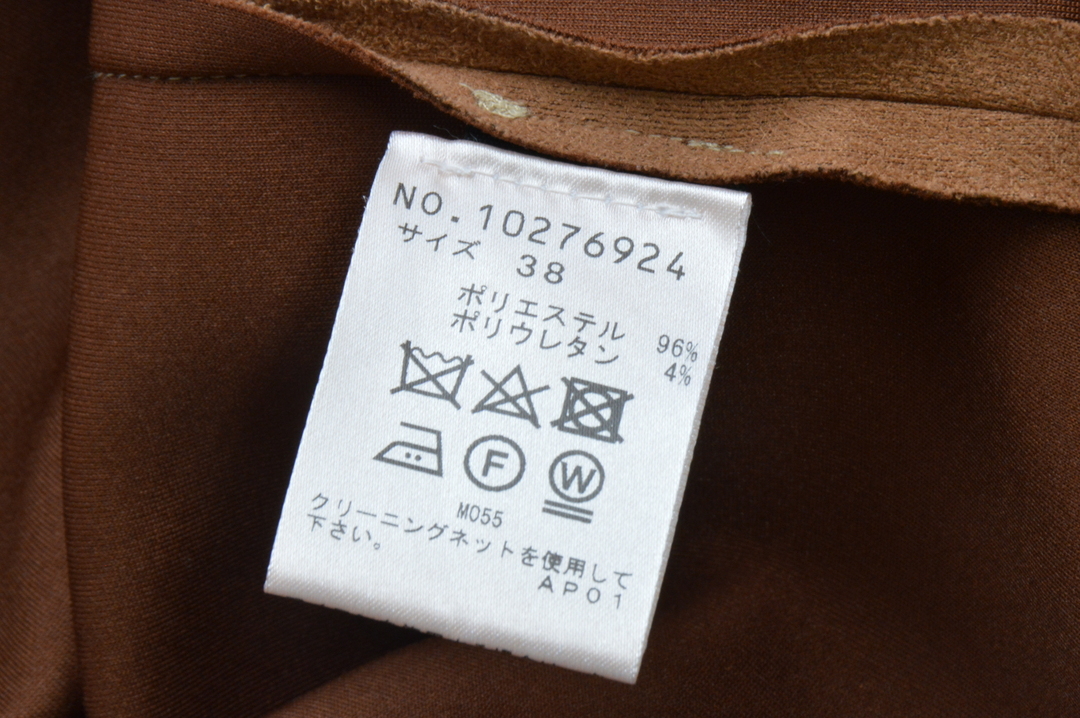 NO.10276924
サイズ 38
ポリエステル 96%
ポリウレタン 4%
F W
M055
クリーニングネットを使用して
下さい。
AP01